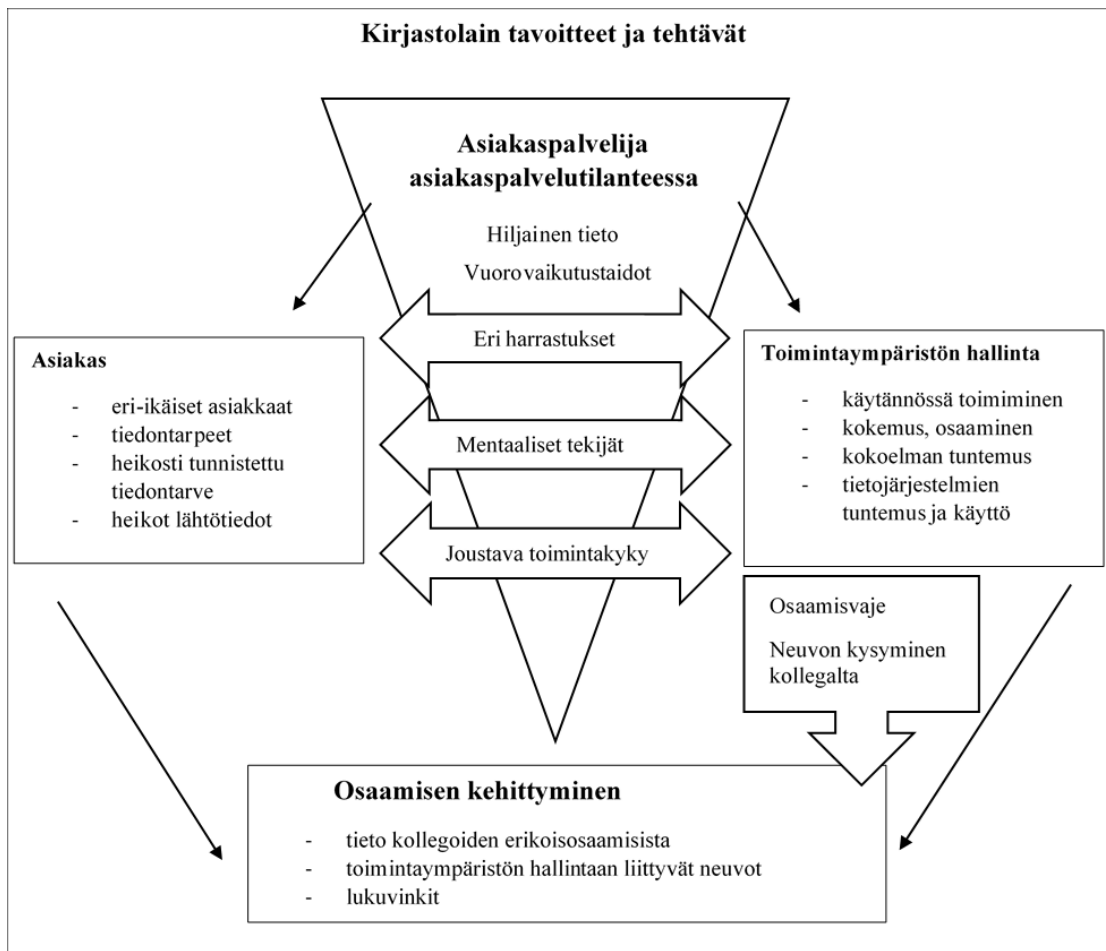 Kirjastolain tavoitteet ja tehtävät
Asiakaspalvelija
asiakaspalvelutilanteessa
Hiljainen tieto
Vuorovaikutustaidot
Eri harrastukset
Mentaaliset tekijät
Joustava toimintakyky
Asiakas
- eri-ikäiset asiakkaat
- tiedontarpeet
- heikosti tunnistettu
tiedontarve
- heikot lähtötiedot
Toimintaympäristön hallinta
- käytännössä toimiminen
- kokemus, osaaminen
- kokoelman tuntemus
- tietojärjestelmien
tuntemus ja käyttö
Osaamisvaje
Neuvon kysyminen
kollegalta
Osaamisen kehittyminen
- tieto kollegoiden erikoisosaamisista
- toimintaympäristön hallintaan liittyvät neuvot
- lukuvinkit